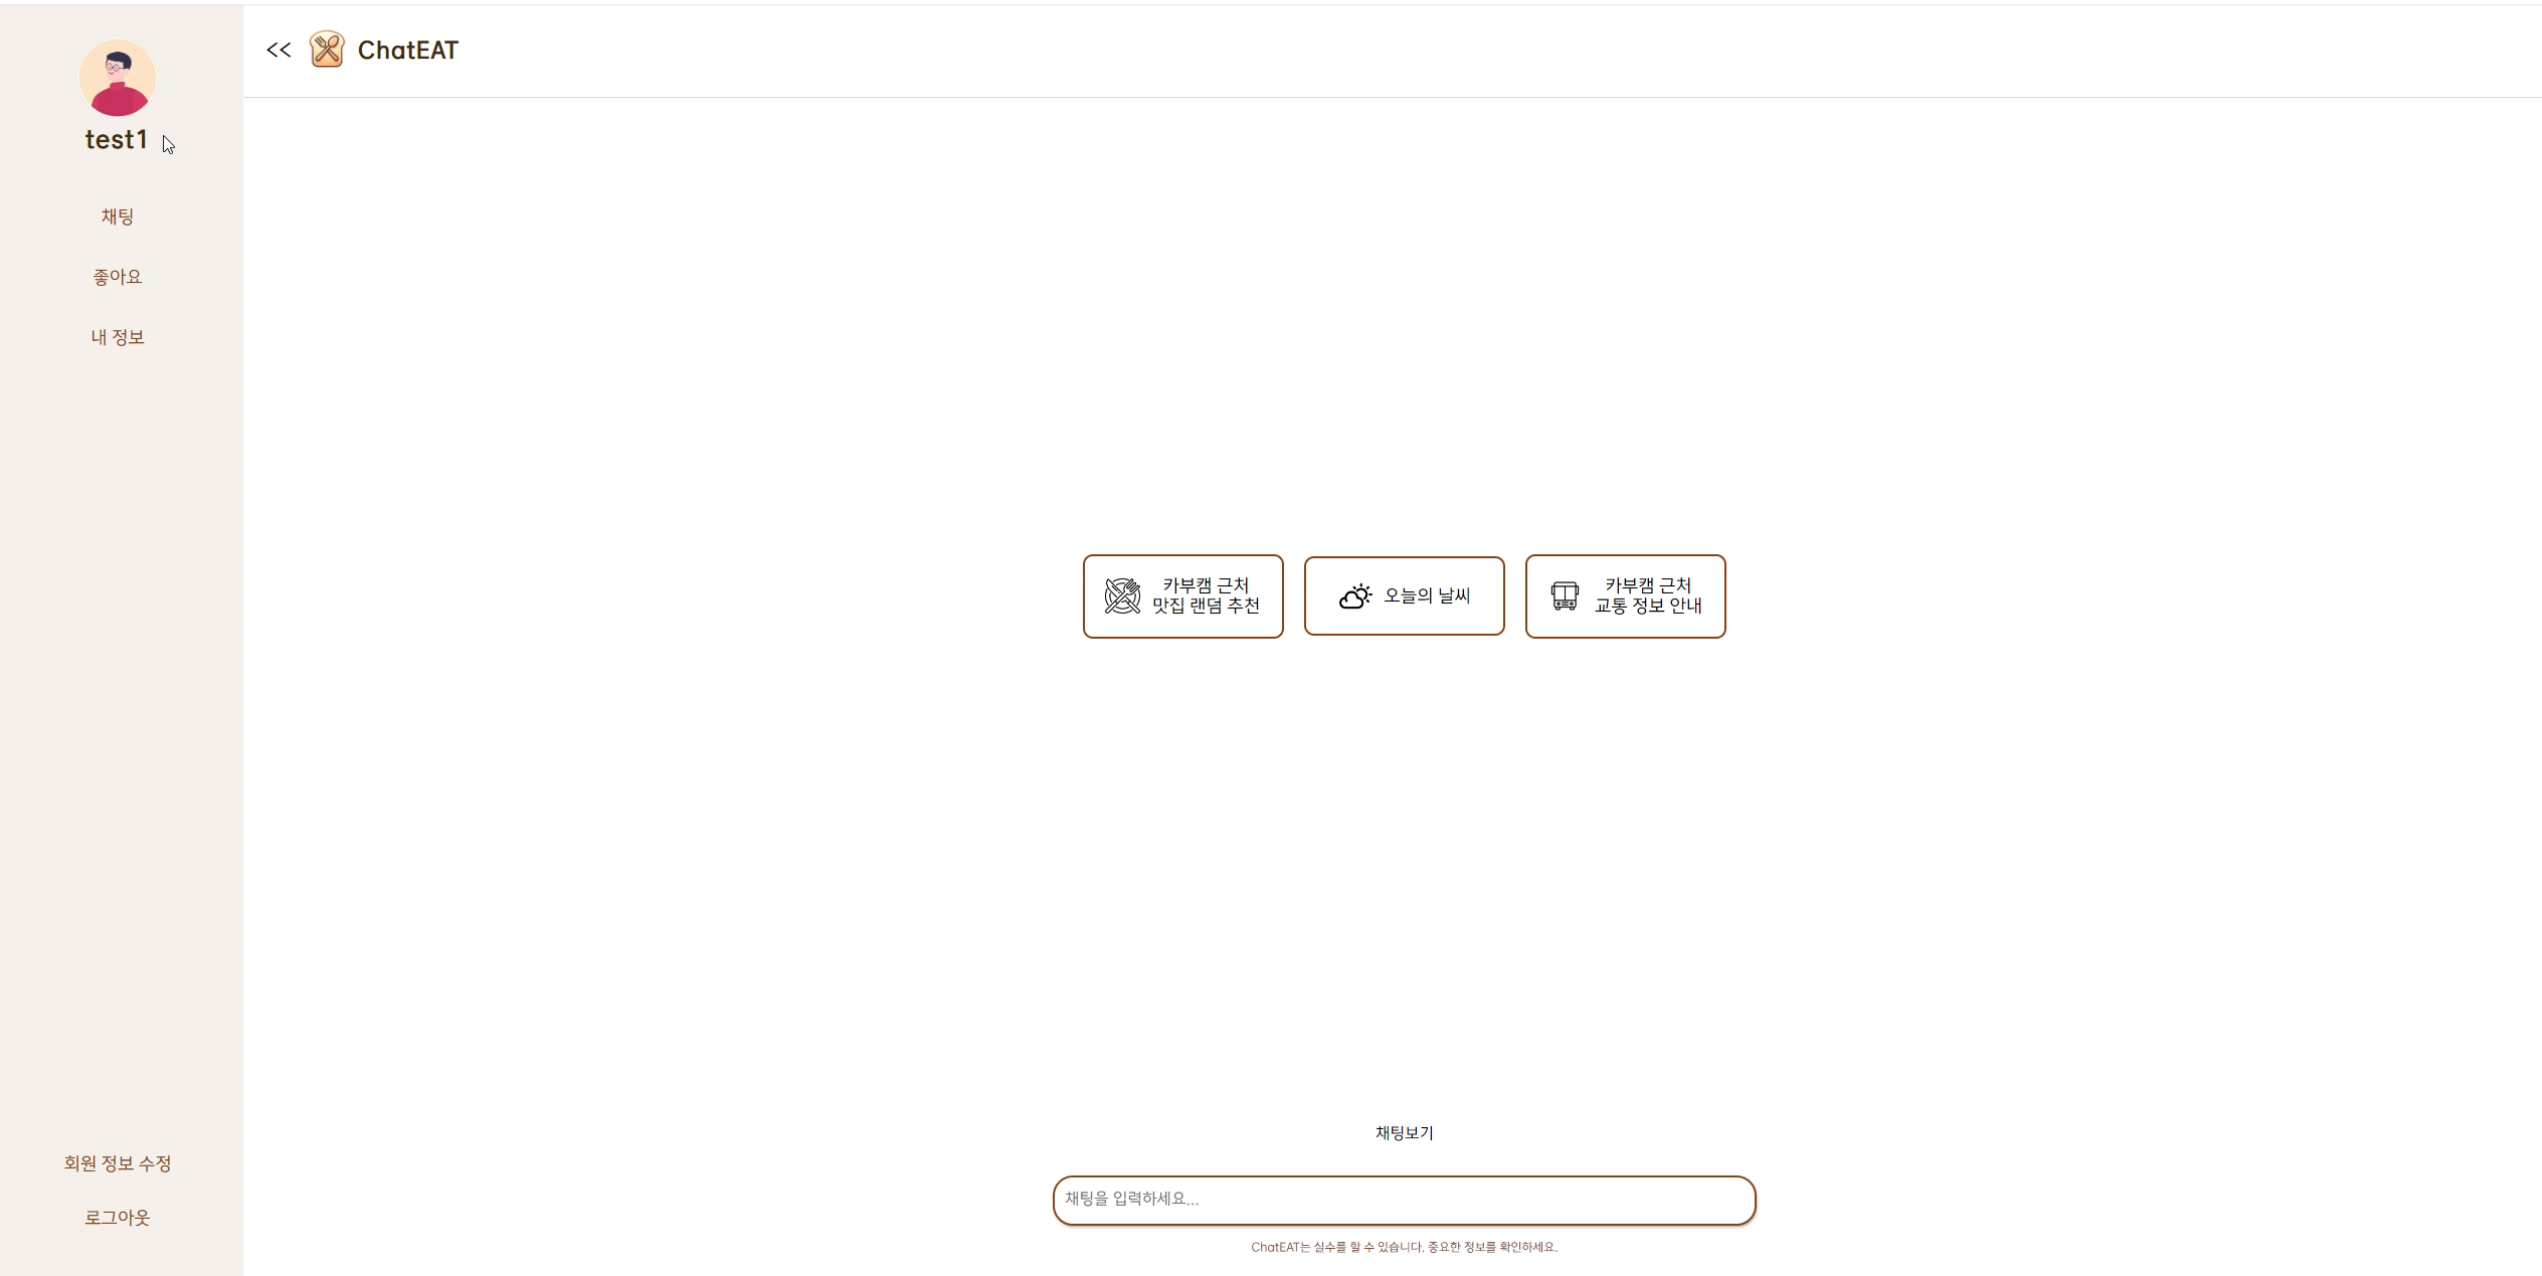 <<
ChatEAT
test1
채팅
좋아요
내 정보
카부캠 근처
맛집 랜덤 추천
오늘의 날씨
카부캠 근처
교통 정보 안내
채팅보기
채팅을 입력하세요...
ChatEAT는 실수를 할 수 있습니다. 중요한 정보를 확인하세요.
회원 정보 수정
로그아웃